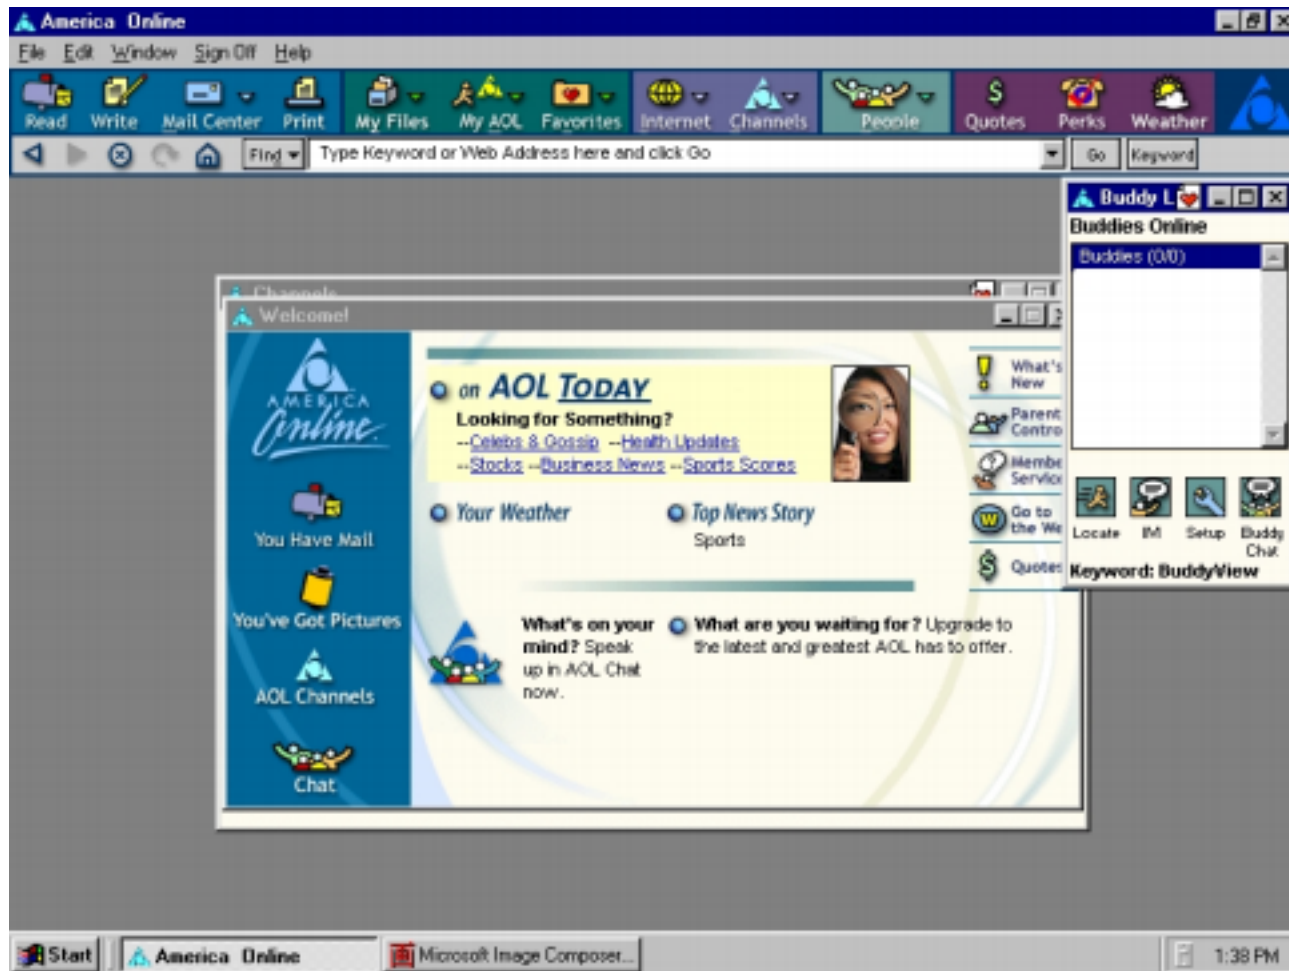 America Online
File Edit Window Sign Off Help
Read Write Mail Center Print My Files My AOL Favorites Internet Channels People Quotes Perks Weather
Find Type Keyword or Web Address here and click Go Go Keyword
Buddy L
Buddies Online
Buddies (0/0)
Locate IM Setup Buddy Chat
Keyword: BuddyView
Channels
Welcome!
AMERICA
Online
You Have Mail
You've Got Pictures
AOL Channels
Chat
on AOL TODAY
Looking for Something?
--Celebs & Gossip --Health Updates
--Stocks --Business News --Sports Scores
Your Weather
Top News Story
Sports
What's on your
mind? Speak
up in AOL Chat
now.
What are you waiting for? Upgrade to
the latest and greatest AOL has to offer.
What's
New
Parent
Contro
Membe
Servic
Go to
the We
Quotes
Start America Online Microsoft Image Composer... 1:38 PM